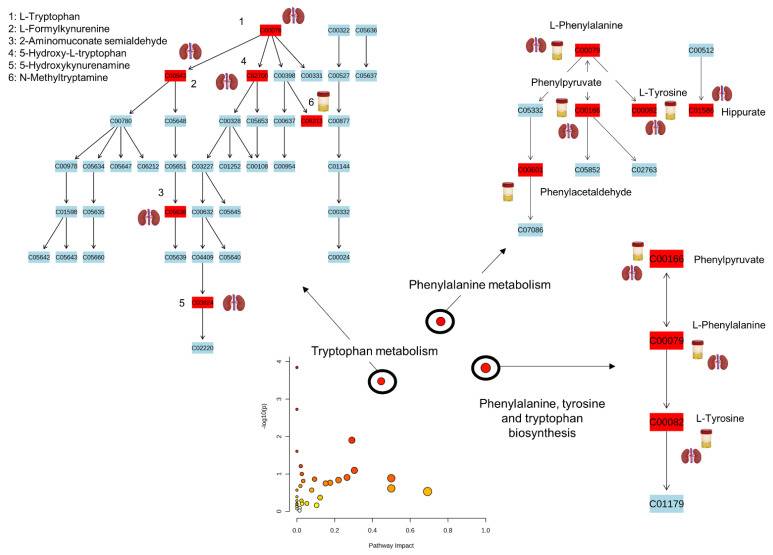 1: L-Tryptophan
2: L-Formylkynurenine
3: 2-Aminomuconate semialdehyde
4: 5-Hydroxy-L-tryptophan
5: 5-Hydroxykynurenamine
6: N-Methyltryptamine
1
C00078
C00322
C05636
2
4
C02700
C00398
C00331
C00527
C05637
6
C00780
C05648
C00328
C05653
C00637
C00877
C00978
C05634
C05647
C06212
C05651
C03227
C01252
C00108
C00954
C01144
3
C01598
C05635
C00632
C05645
C00332
C05642
C05643
C05660
C05639
C04409
C05640
C00024
5
C02220
L-Phenylalanine
C00079
C00512
Phenylpyruvate
L-Tyrosine
C05332
C00166
C00082
C01586
Hippurate
C00601
C05852
C02763
Phenylacetaldehyde
C07086
Phenylalanine metabolism
Tryptophan metabolism
Phenylalanine, tyrosine
and tryptophan
biosynthesis
C00166
Phenylpyruvate
L-Phenylalanine
C00079
L-Tyrosine
C00082
C01179
-log10(p)
4
3
2
1
0
0.0
0.2
0.4
0.6
0.8
1.0
Pathway Impact